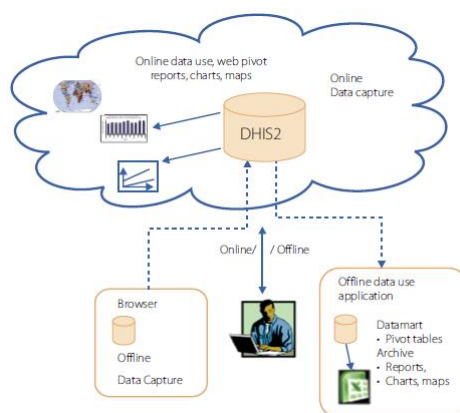 Online data use, web pivot
reports, charts, maps
Online
Data capture
DHIS2
Online/ / Offline
Browser
Offline
Data Capture
Offline data use
application
Datamart
• Pivot tables
Archive
• Reports,
• Charts, maps